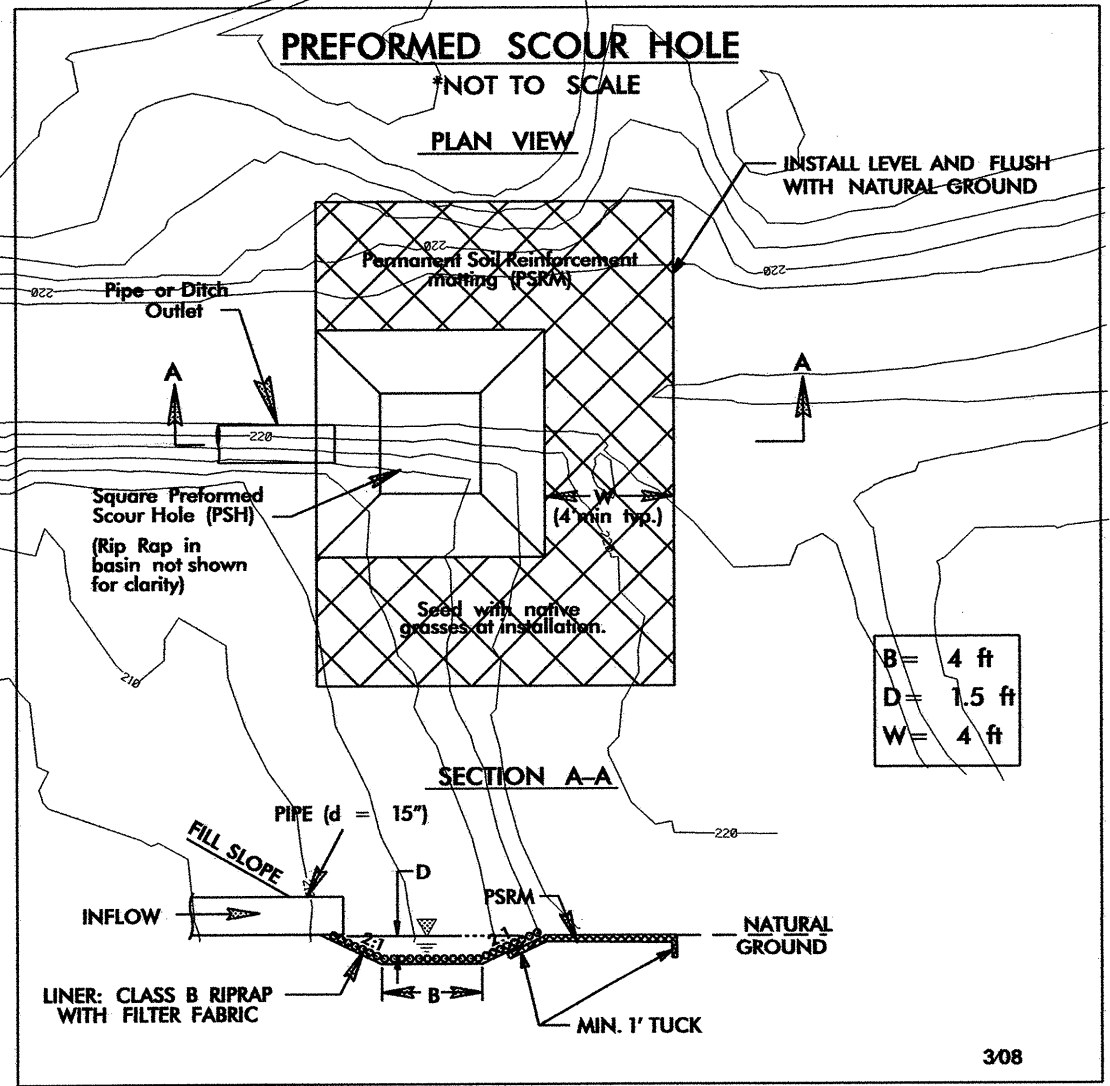 PREFORMED SCOUR HOLE
*NOT TO SCALE
PLAN VIEW
INSTALL LEVEL AND FLUSH
WITH NATURAL GROUND
220
Permanent Soil Reinforcement
matting (PSRM)
220
220
Pipe or Ditch
Outlet
A
A
220
Square Preformed
Scour Hole (PSH)
(Rip Rap in
basin not shown
for clarity)
W
(4'min typ.)
220
Seed with native
grasses at installation.
210
B= 4 ft
D= 1.5 ft
W= 4 ft
SECTION A-A
PIPE (d = 15")
220
FILL SLOPE
D
PSRM
INFLOW
2:1
2:1
NATURAL
GROUND
LINER: CLASS B RIPRAP
WITH FILTER FABRIC
B
MIN. 1' TUCK
3/08